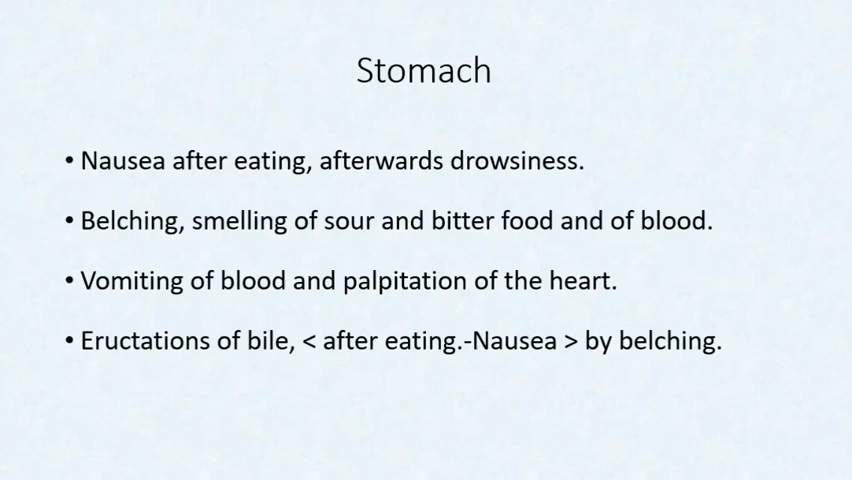 Stomach
• Nausea after eating, afterwards drowsiness.
• Belching, smelling of sour and bitter food and of blood.
• Vomiting of blood and palpitation of the heart.
• Eructations of bile, < after eating.-Nausea > by belching.